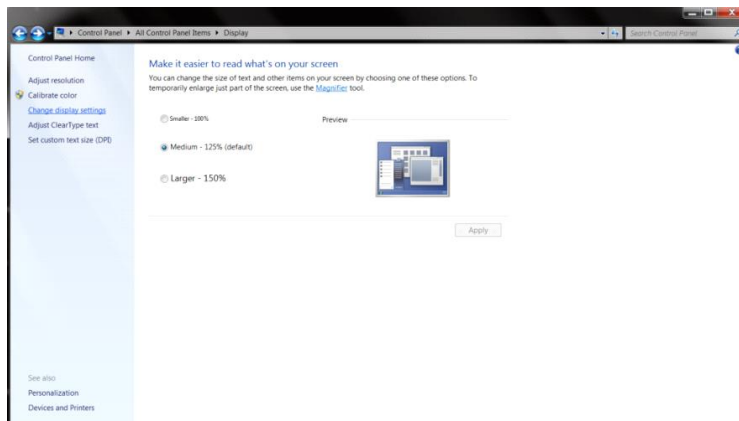 Control Panel ▸ All Control Panel Items ▸ Display
Search Control Panel
Control Panel Home
Adjust resolution
Calibrate color
Change display settings
Adjust ClearType text
Set custom text size (DPI)
Make it easier to read what's on your screen
You can change the size of text and other items on your screen by choosing one of these options. To
temporarily enlarge just part of the screen, use the Magnifier tool.
Smaller - 100%
Preview
Medium - 125% (default)
Larger - 150%
Apply
See also
Personalization
Devices and Printers